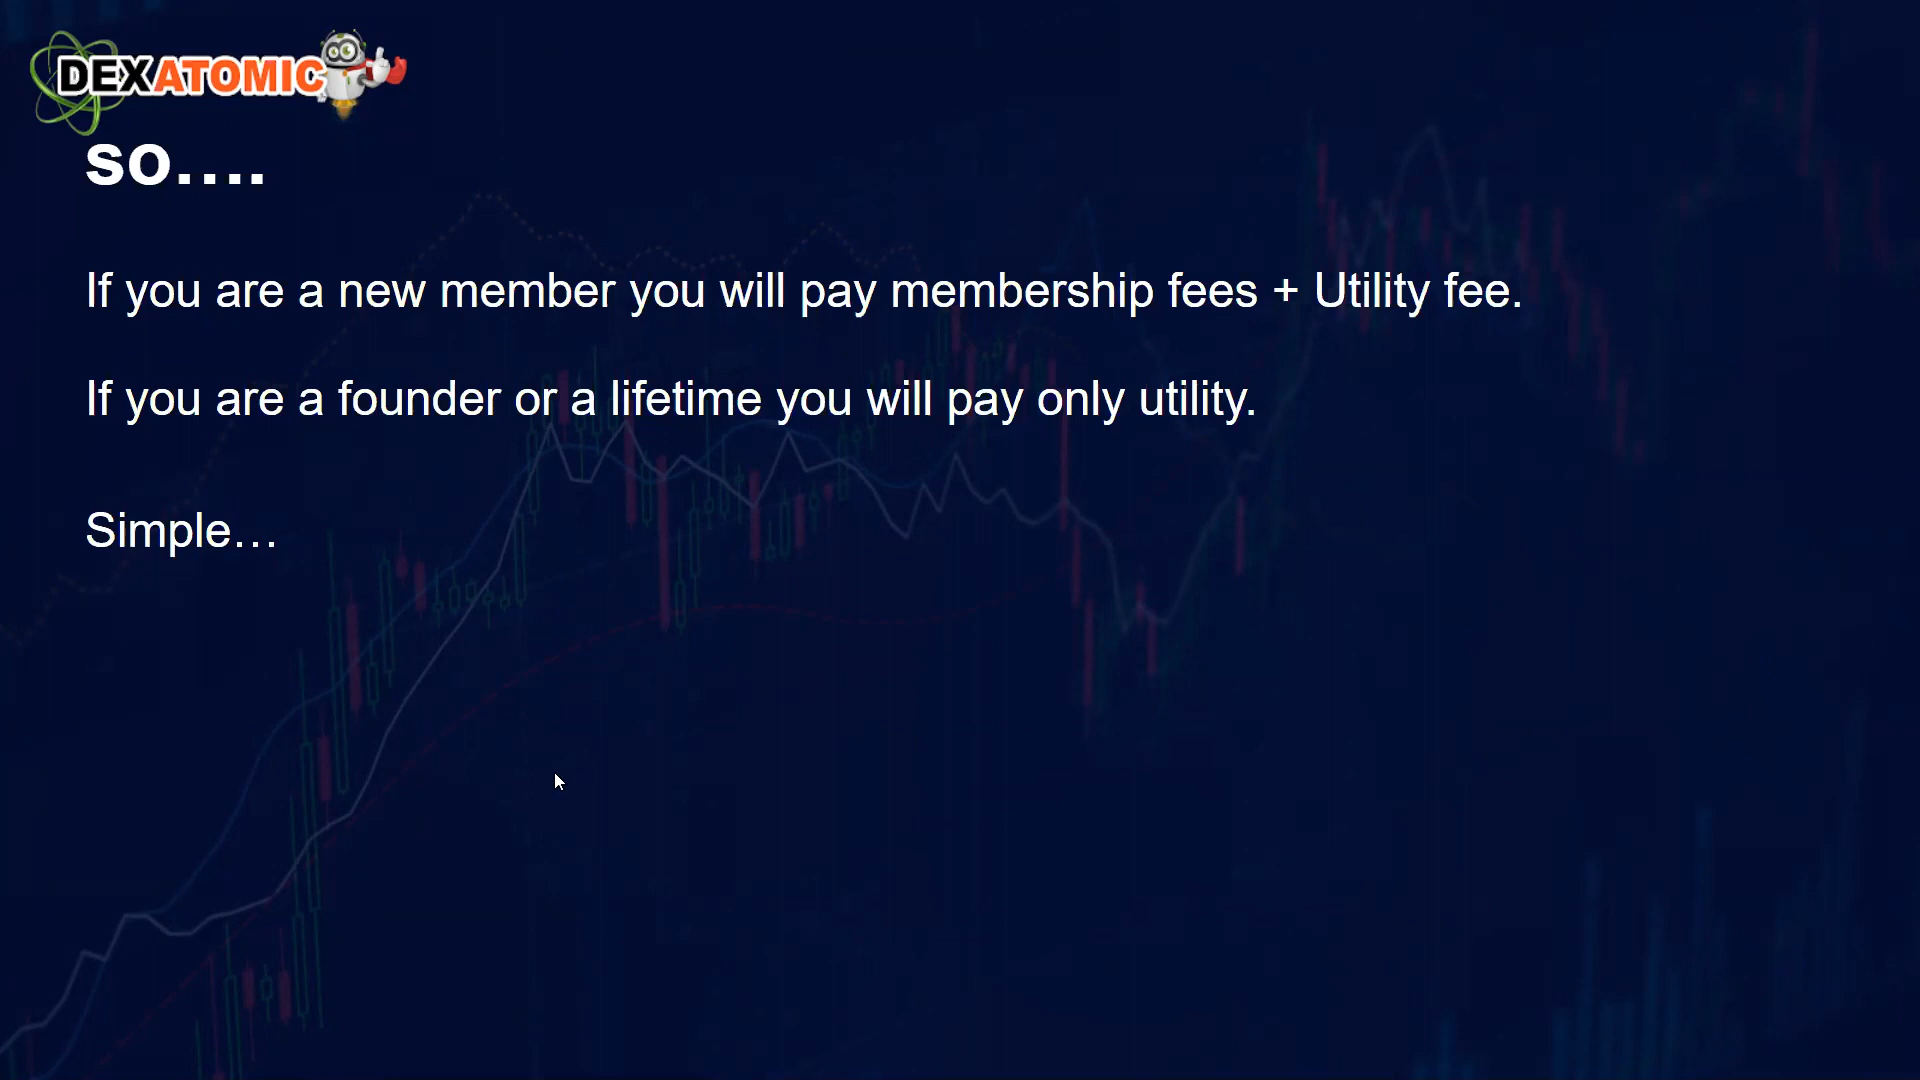 DEXATOMIC
so....
If you are a new member you will pay membership fees + Utility fee.
If you are a founder or a lifetime you will pay only utility.
Simple…